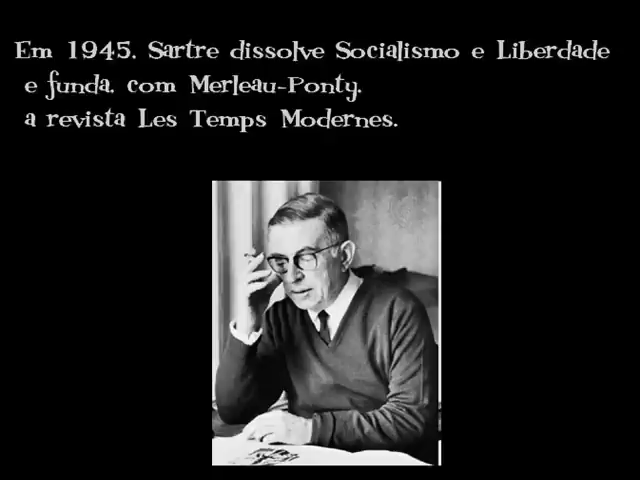 Em 1945, Sartre dissolve Socialismo e Liberdade
e funda, com Merleau-Ponty,
a revista Les Temps Modernes.